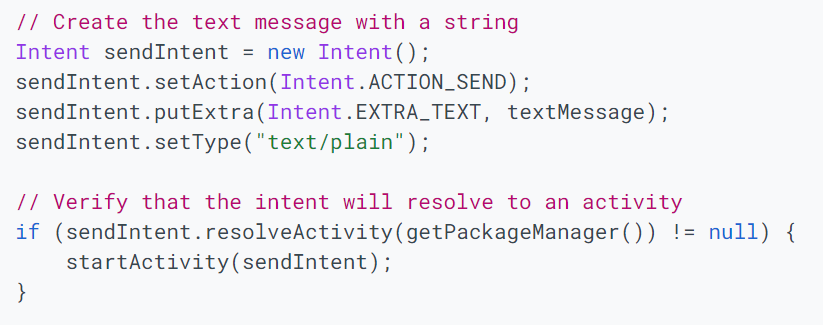 // Create the text message with a string
Intent sendIntent = new Intent();
sendIntent.setAction(Intent.ACTION_SEND);
sendIntent.putExtra(Intent.EXTRA_TEXT, textMessage);
sendIntent.setType("text/plain");

// Verify that the intent will resolve to an activity
if (sendIntent.resolveActivity(getPackageManager()) != null) {
    startActivity(sendIntent);
}